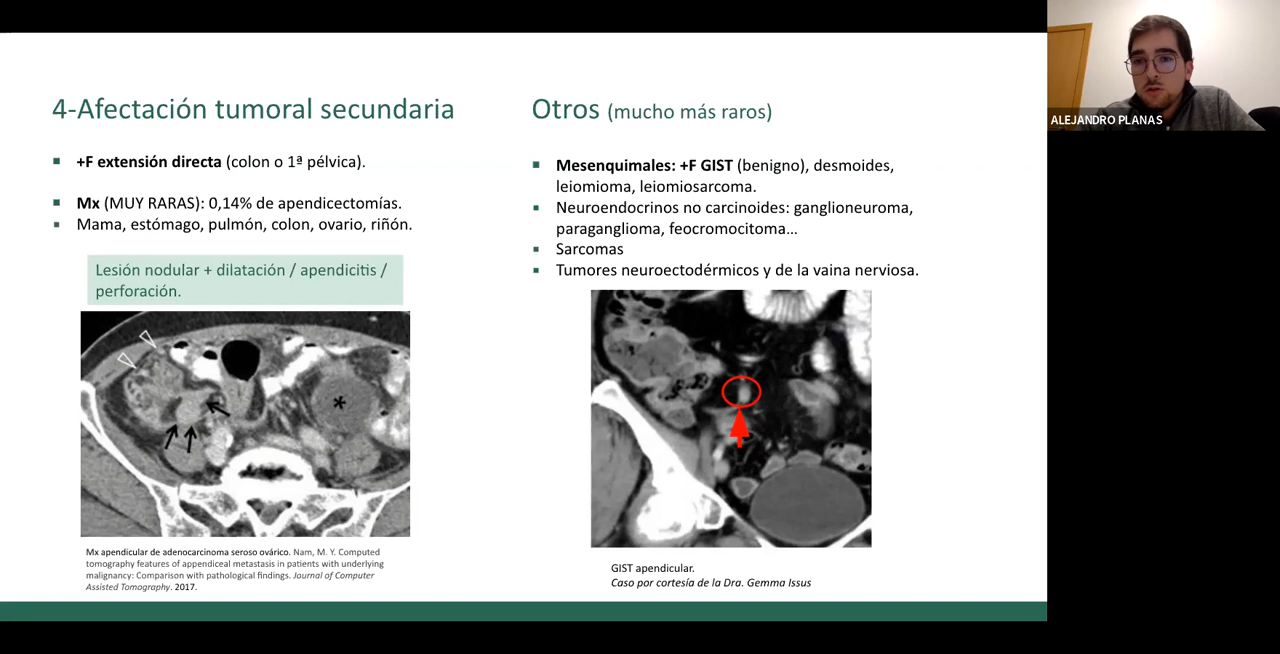 4-Afectación tumoral secundaria
+F extensión directa (colon o 1ª pélvica).
Mx (MUY RARAS): 0,14% de apendicectomías.
Mama, estómago, pulmón, colon, ovario, riñón.
Lesión nodular + dilatación / apendicitis /
perforación.
*
Mx apendicular de adenocarcinoma seroso ovárico. Nam, M. Y. Computed
tomography features of appendiceal metastasis in patients with underlying
malignancy: Comparison with pathological findings. Journal of Computer
Assisted Tomography. 2017.
Otros (mucho más raros)
Mesenquimales: +F GIST (benigno), desmoides,
leiomioma, leiomiosarcoma.
Neuroendocrinos no carcinoides: ganglioneuroma,
paraganglioma, feocromocitoma...
Sarcomas
Tumores neuroectodérmicos y de la vaina nerviosa.
GIST apendicular.
Caso por cortesía de la Dra. Gemma Issus
ALEJANDRO PLANAS